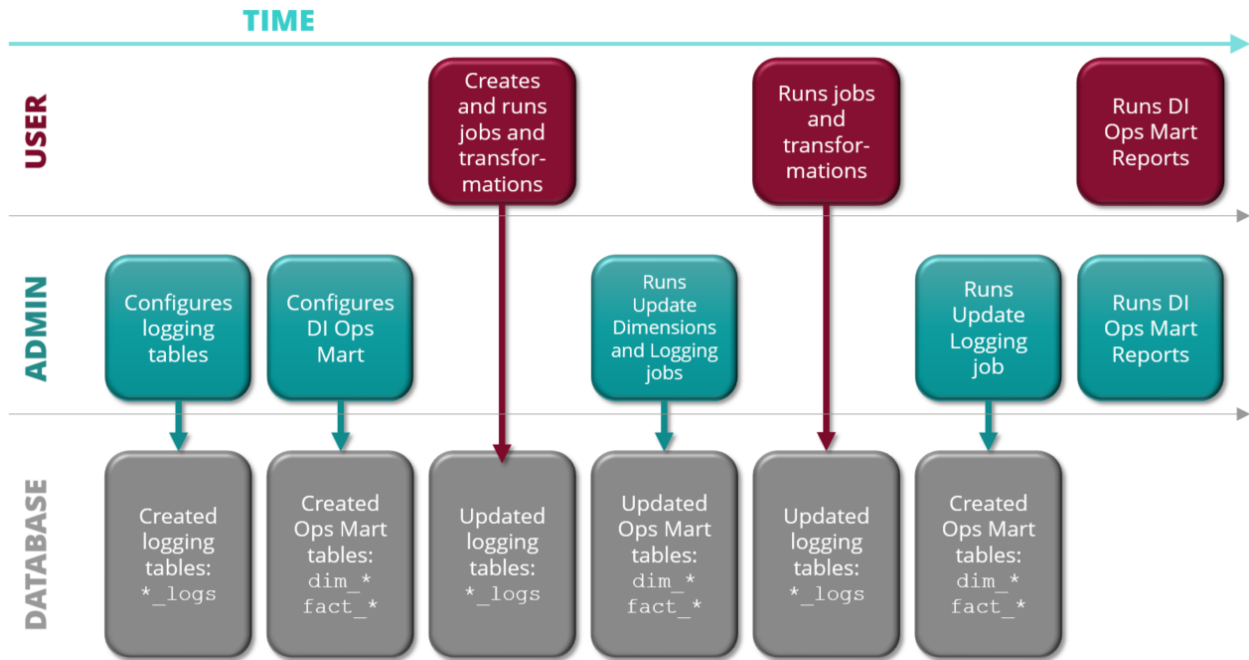 TIME
USER
Creates
and runs
jobs and
transfor-
mations
Runs jobs
and
transfor-
mations
Runs DI
Ops Mart
Reports
ADMIN
Configures
logging
tables
Configures
DI Ops
Mart
Runs
Update
Dimensions
and Logging
jobs
Runs
Update
Logging
job
Runs DI
Ops Mart
Reports
DATABASE
Created
logging
tables:
*_logs
Created
Ops Mart
tables:
dim_*
fact_*
Updated
logging
tables:
*_logs
Updated
Ops Mart
tables:
dim_*
fact_*
Updated
logging
tables:
*_logs
Created
Ops Mart
tables:
dim_*
fact_*